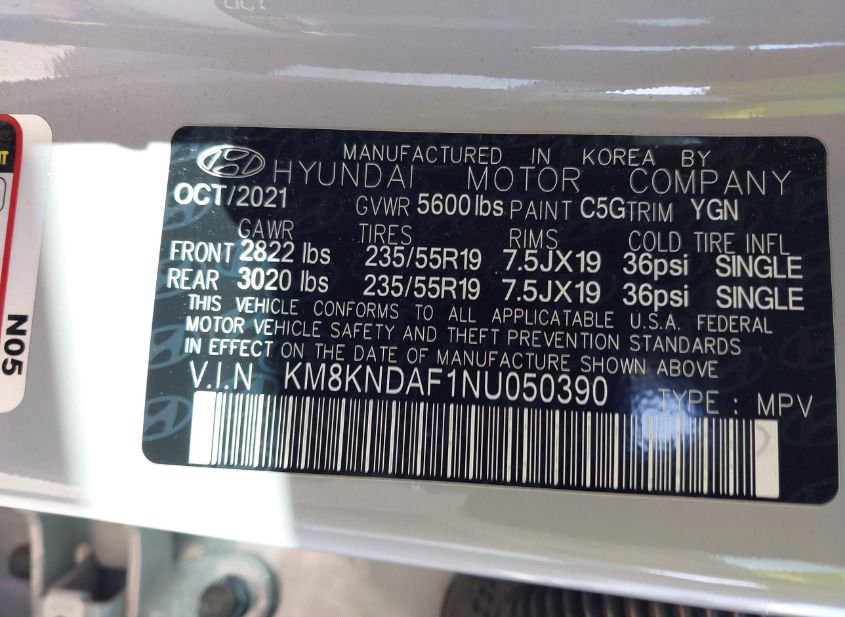 MANUFACTURED IN KOREA BY
HYUNDAI MOTOR COMPANY
OCT/2021 GVWR 5600lbs PAINT C5G TRIM YGN
GAWR TIRES RIMS COLD TIRE INFL
FRONT 2822 lbs 235/55R19 7.5JX19 36psi SINGLE
REAR 3020 lbs 235/55R19 7.5JX19 36psi SINGLE
THIS VEHICLE CONFORMS TO ALL APPLICATABLE U.S.A. FEDERAL
MOTOR VEHICLE SAFETY AND THEFT PREVENTION STANDARDS
IN EFFECT ON THE DATE OF MANUFACTURE SHOWN ABOVE
V.I.N KM8KNDAF1NU050390 TYPE : MPV
N05